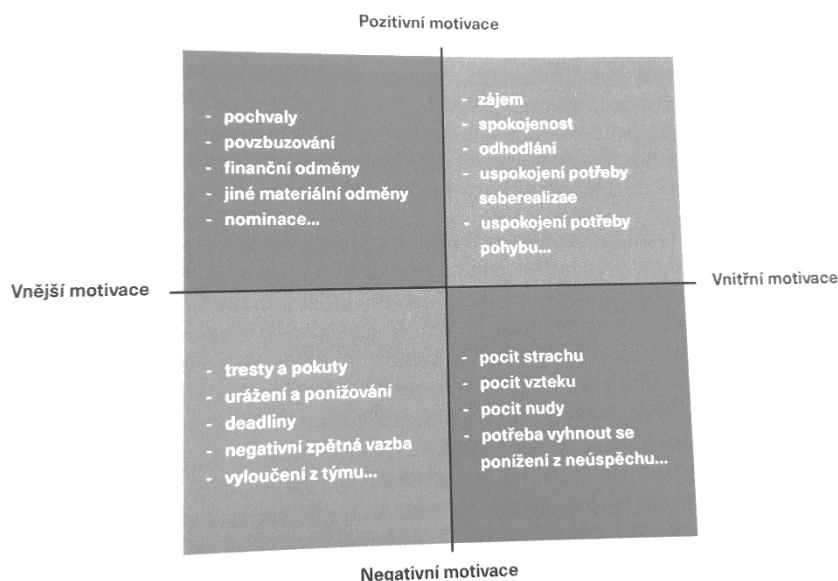 Pozitivní motivace
- pochvaly
- povzbuzování
- finanční odměny
- jiné materiální odměny
- nominace...
- zájem
- spokojenost
- odhodlání
- uspokojení potřeby
seberealizae
- uspokojení potřeby
pohybu...
Vnější motivace
Vnitřní motivace
- tresty a pokuty
- urážení a ponižování
- deadliny
- negativní zpětná vazba
- vyloučení z týmu...
- pocit strachu
- pocit vzteku
- pocit nudy
- potřeba vyhnout se
ponížení z neúspěchu...
Negativní motivace